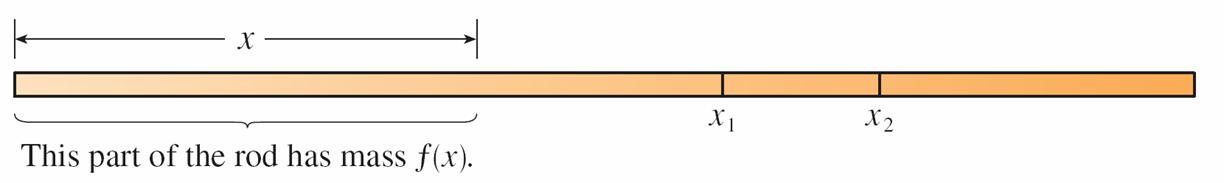 x
x₁
x₂
This part of the rod has mass f(x).